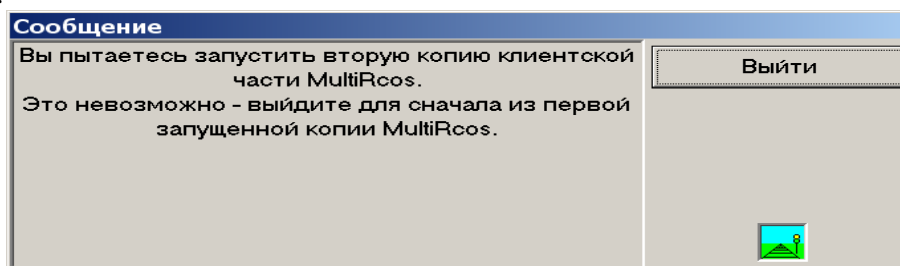 Сообщение
Вы пытаетесь запустить вторую копию клиентской
части MultiRcos.
Это невозможно - выйдите для сначала из первой
запущенной копии MultiRcos.
Выйти